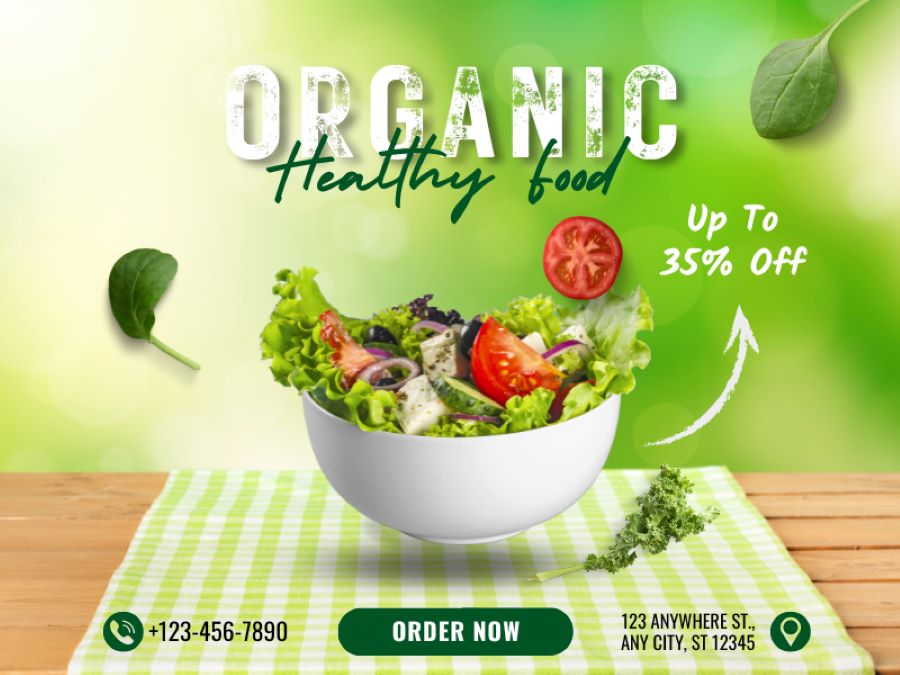 ORGANIC
Healthy food
Up To
35% Off
+123-456-7890
ORDER NOW
123 ANYWHERE ST.,
ANY CITY, ST 12345